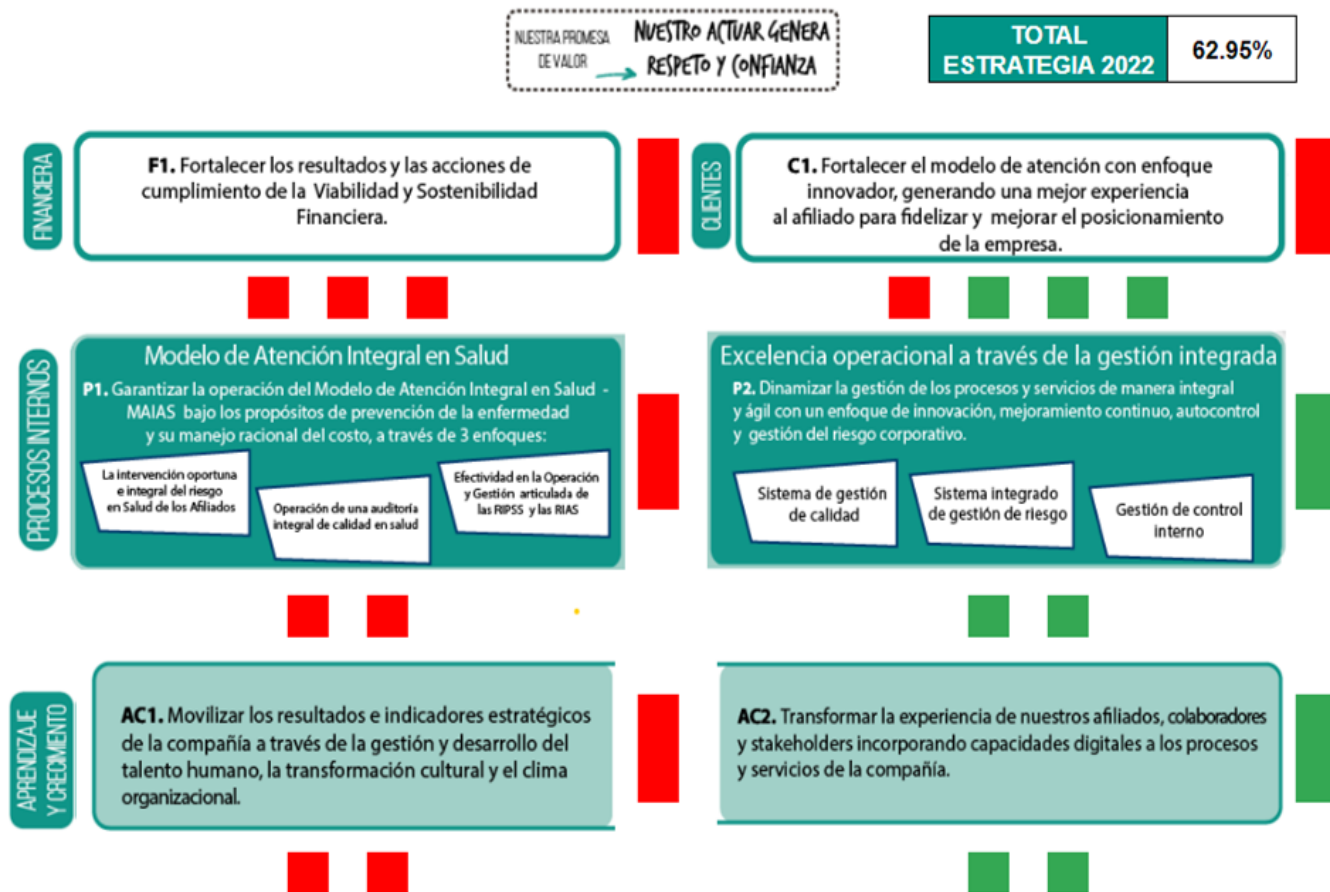 NUESTRA PROMESA
DE VALOR
NUESTRO ACTUAR GENERA
RESPETO Y CONFIANZA
TOTAL
ESTRATEGIA 2022
62.95%
FINANCIERA
F1. Fortalecer los resultados y las acciones de
cumplimiento de la Viabilidad y Sostenibilidad
Financiera.
CLIENTES
C1. Fortalecer el modelo de atención con enfoque
innovador, generando una mejor experiencia
al afiliado para fidelizar y mejorar el posicionamiento
de la empresa.
PROCESOS INTERNOS
Modelo de Atención Integral en Salud
P1. Garantizar la operación del Modelo de Atención Integral en Salud -
MAIAS bajo los propósitos de prevención de la enfermedad
y su manejo racional del costo, a través de 3 enfoques:
La intervención oportuna
e integral del riesgo
en Salud de los Afiliados
Operación de una auditoría
integral de calidad en salud
Efectividad en la Operación
y Gestión articulada de
las RIPSS y las RIAS
Excelencia operacional a través de la gestión integrada
P2. Dinamizar la gestión de los procesos y servicios de manera integral
y ágil con un enfoque de innovación, mejoramiento continuo, autocontrol
y gestión del riesgo corporativo.
Sistema de gestión
de calidad
Sistema integrado
de gestión de riesgo
Gestión de control
interno
APRENDIZAJE
Y CRECIMIENTO
AC1. Movilizar los resultados e indicadores estratégicos
de la compañía a través de la gestión y desarrollo del
talento humano, la transformación cultural y el clima
organizacional.
AC2. Transformar la experiencia de nuestros afiliados, colaboradores
y stakeholders incorporando capacidades digitales a los procesos
y servicios de la compañía.